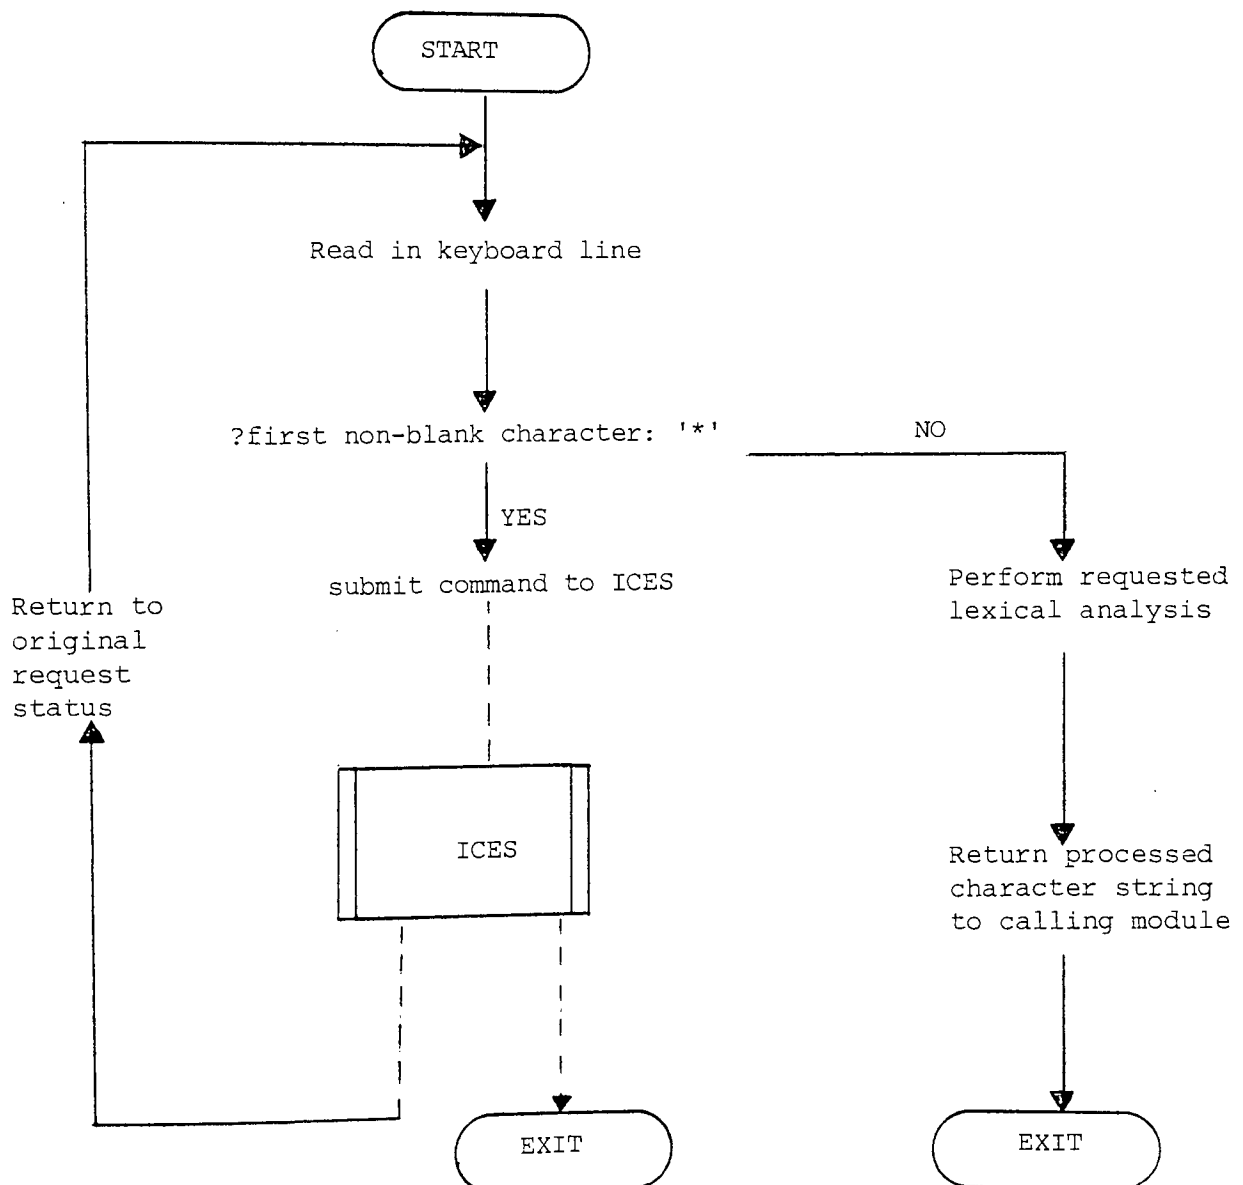 START
Read in keyboard line
?first non-blank character: '*'
NO
YES
submit command to ICES
Perform requested
lexical analysis
Return to
original
request
status
ICES
Return processed
character string
to calling module
EXIT
EXIT